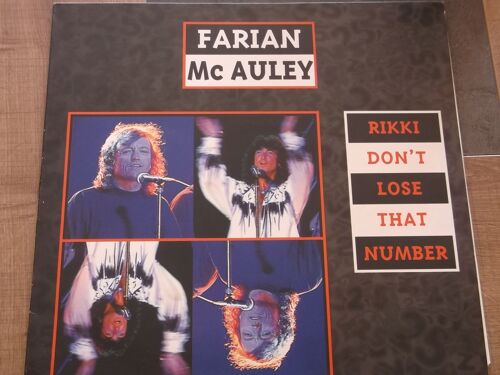 FARIAN
Mc AULEY
RIKKI
DON'T
LOSE
THAT
NUMBER